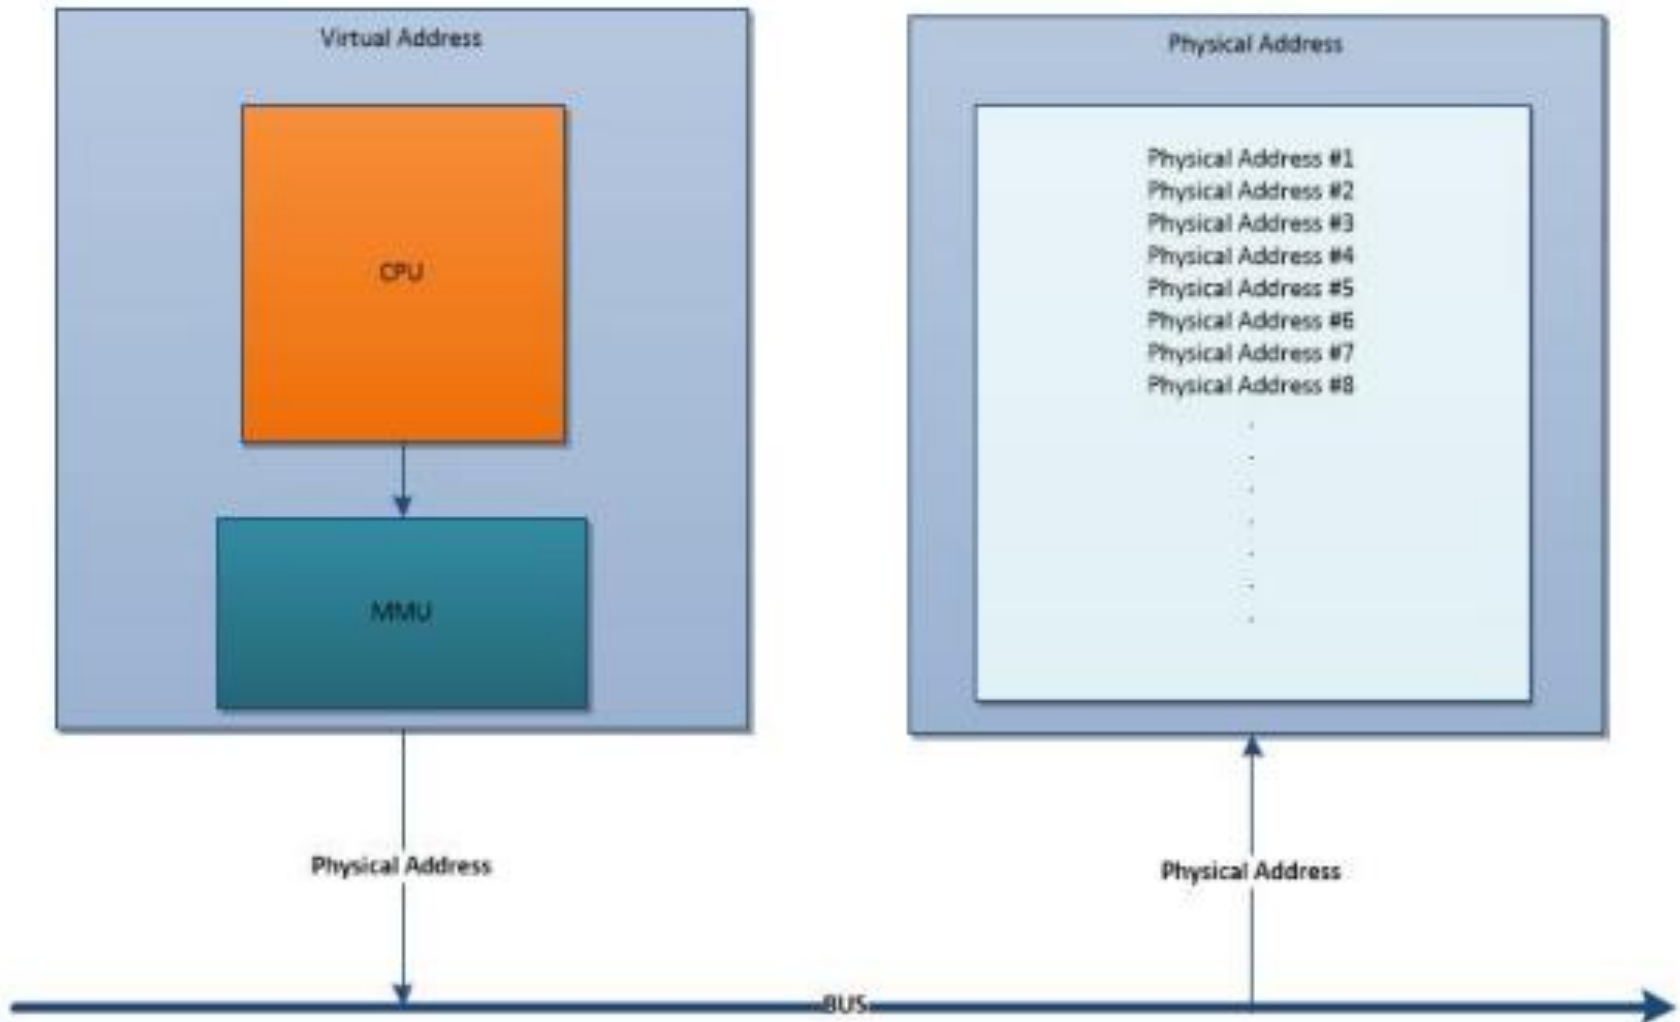 Virtual Address
CPU
MMU
Physical Address
Physical Address
Physical Address #1
Physical Address #2
Physical Address #3
Physical Address #4
Physical Address #5
Physical Address #6
Physical Address #7
Physical Address #8
.
.
.
.
.
.
.
Physical Address
BUS